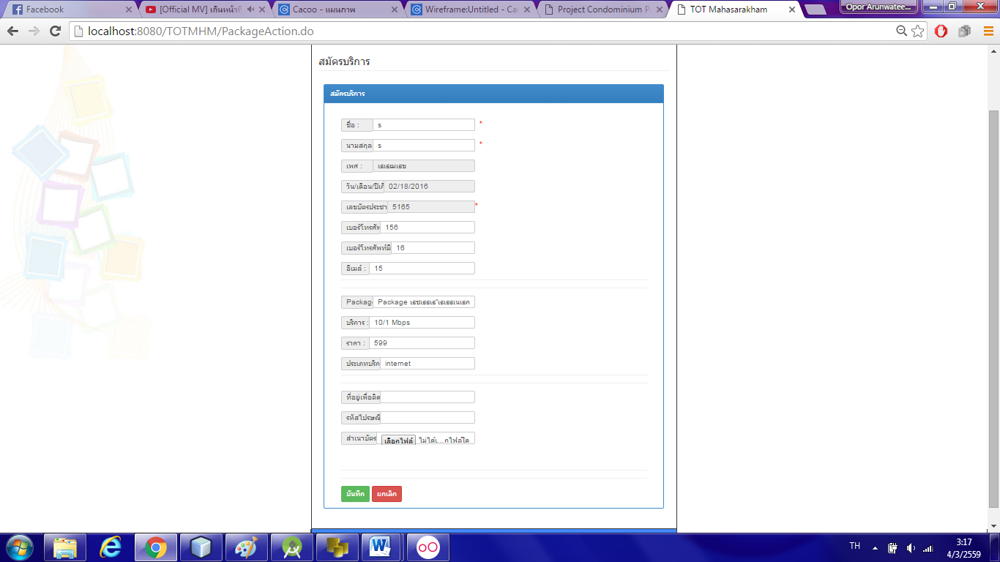 Facebook
[Official MV] เกินหน้าที่
Cacoo - แผนภาพ
Wireframe:Untitled - Ca
Project Condominium P
TOT Mahasarakham
Opor Arunwatee...
localhost:8080/TOTMHM/PackageAction.do
สมัครบริการ
สมัครบริการ
ชื่อ : s *
นามสกุล s *
เพศ :
วัน/เดือน/ปีเกิ 02/18/2016
เลขบัตรประชา 5165 *
เบอร์โทรศัพ 156
เบอร์โทรศัพท์มื 16
อีเมล์ : 15
Package Package
บริการ : 10/1 Mbps
ราคา : 599
ประเภทบริก internet
ที่อยู่เพื่อติด
รหัสไปรษณี
สำเนาบัตร เลือกไฟล์ ไม่ได้เ...กไฟล์ใด
บันทึก ยกเลิก
TH
3:17
4/3/2559